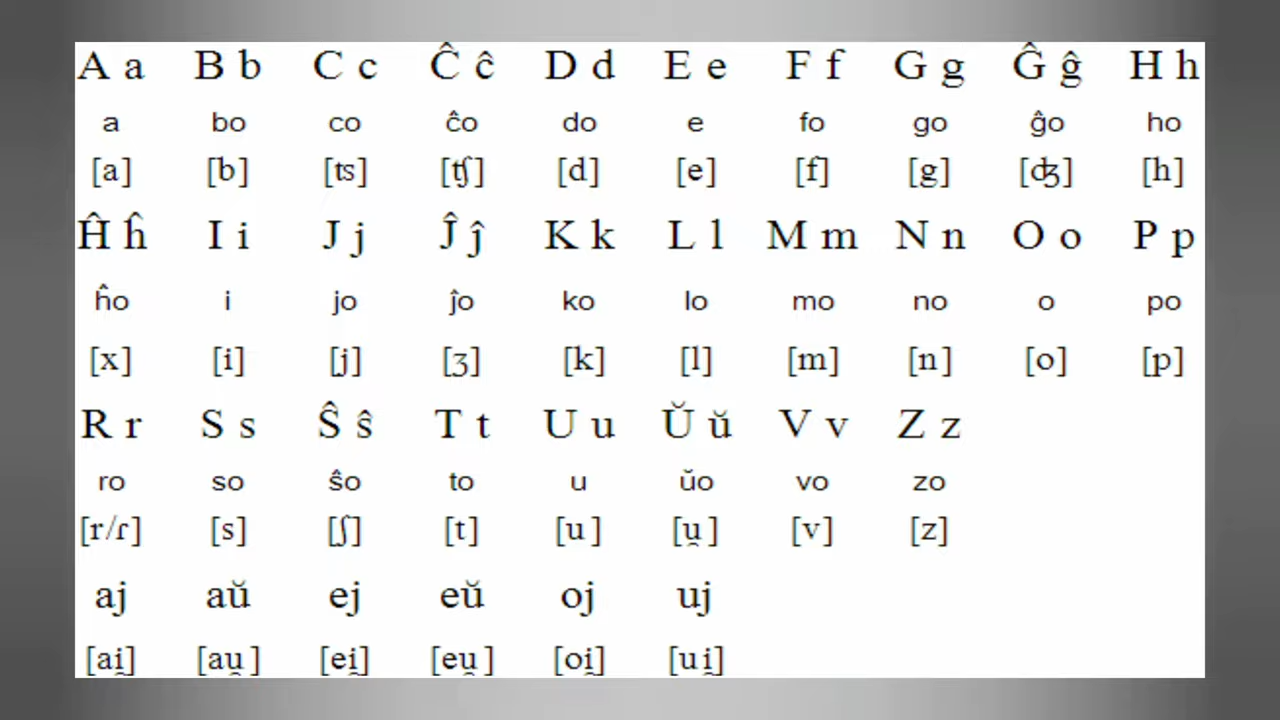 A a B b C c Ĉ ĉ D d E e F f G g Ĝ ĝ H h
a bo co ĉo do e fo go ĝo ho
[a] [b] [ʦ] [ʧ] [d] [e] [f] [g] [ʤ] [h]
Ĥ ĥ I i J j Ĵ ĵ K k L l M m N n O o P p
ĥo i jo ĵo ko lo mo no o po
[x] [i] [j] [ʒ] [k] [l] [m] [n] [o] [p]
R r S s Ŝ ŝ T t U u Ŭ ŭ V v Z z
ro so ŝo to u ŭo vo zo
[r/ɾ] [s] [ʃ] [t] [u] [u̯] [v] [z]
aj aŭ ej eŭ oj uj
[ai̯] [au̯] [ei̯] [eu̯] [oi̯] [ui̯]